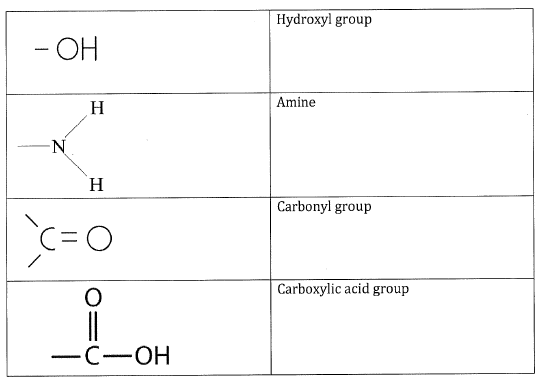 – OH
Hydroxyl group
H
N
H
Amine
C = O
Carbonyl group
O
C OH
Carboxylic acid group